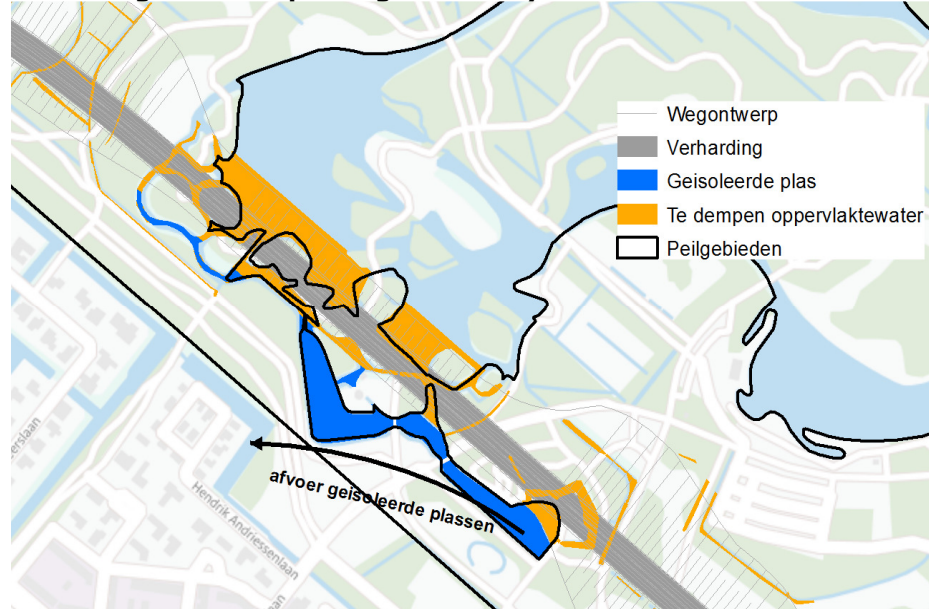 Wegontwerp
Verharding
Geisoleerde plas
Te dempen oppervlaktewater
Peilgebieden
afvoer geisoleerde plassen
Hendrik Andriessenlaan